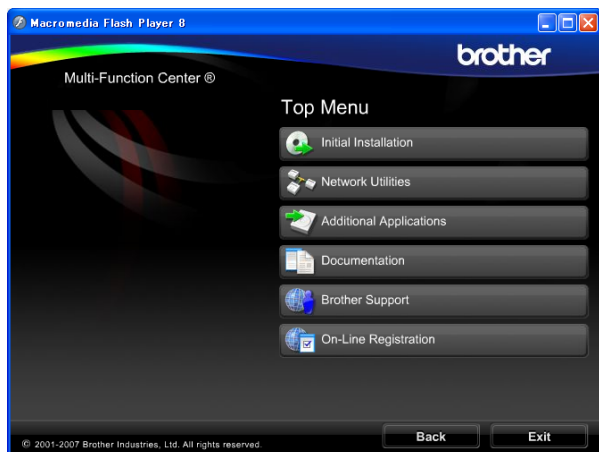 Macromedia Flash Player 8
brother
Multi-Function Center ®
Top Menu
Initial Installation
Network Utilities
Additional Applications
Documentation
Brother Support
On-Line Registration
Back
Exit
© 2001-2007 Brother Industries, Ltd. All rights reserved.